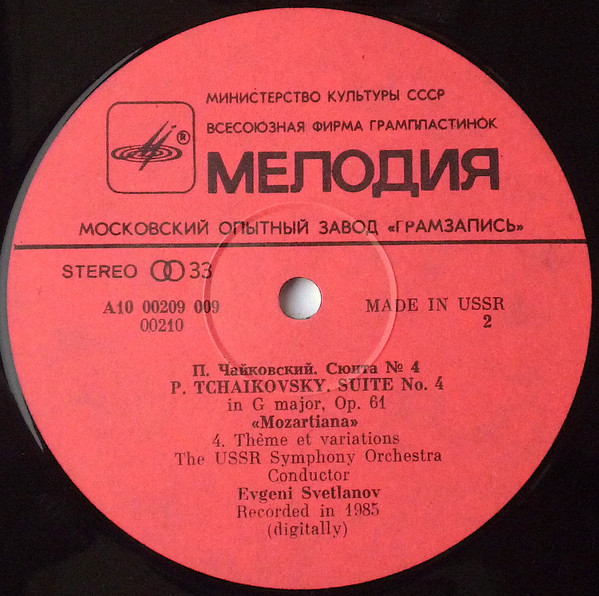 МИНИСТЕРСТВО КУЛЬТУРЫ СССР
ВСЕСОЮЗНАЯ ФИРМА ГРАМПЛАСТИНОК
®
МЕЛОДИЯ
МОСКОВСКИЙ ОПЫТНЫЙ ЗАВОД «ГРАМЗАПИСЬ»
STEREO 33
A10 00209 009
00210
MADE IN USSR
2
П. Чайковский. Сюита № 4
P. TCHAIKOVSKY. SUITE No. 4
in G major, Op. 61
«Mozartiana»
4. Thême et variations
The USSR Symphony Orchestra
Conductor
Evgeni Svetlanov
Recorded in 1985
(digitally)